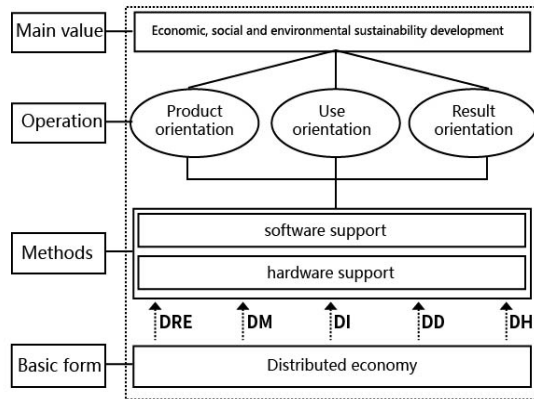 Main value
Economic, social and environmental sustainability development
Operation
Product
orientation
Use
orientation
Result
orientation
Methods
software support
hardware support
DRE
DM
DI
DD
DH
Basic form
Distributed economy